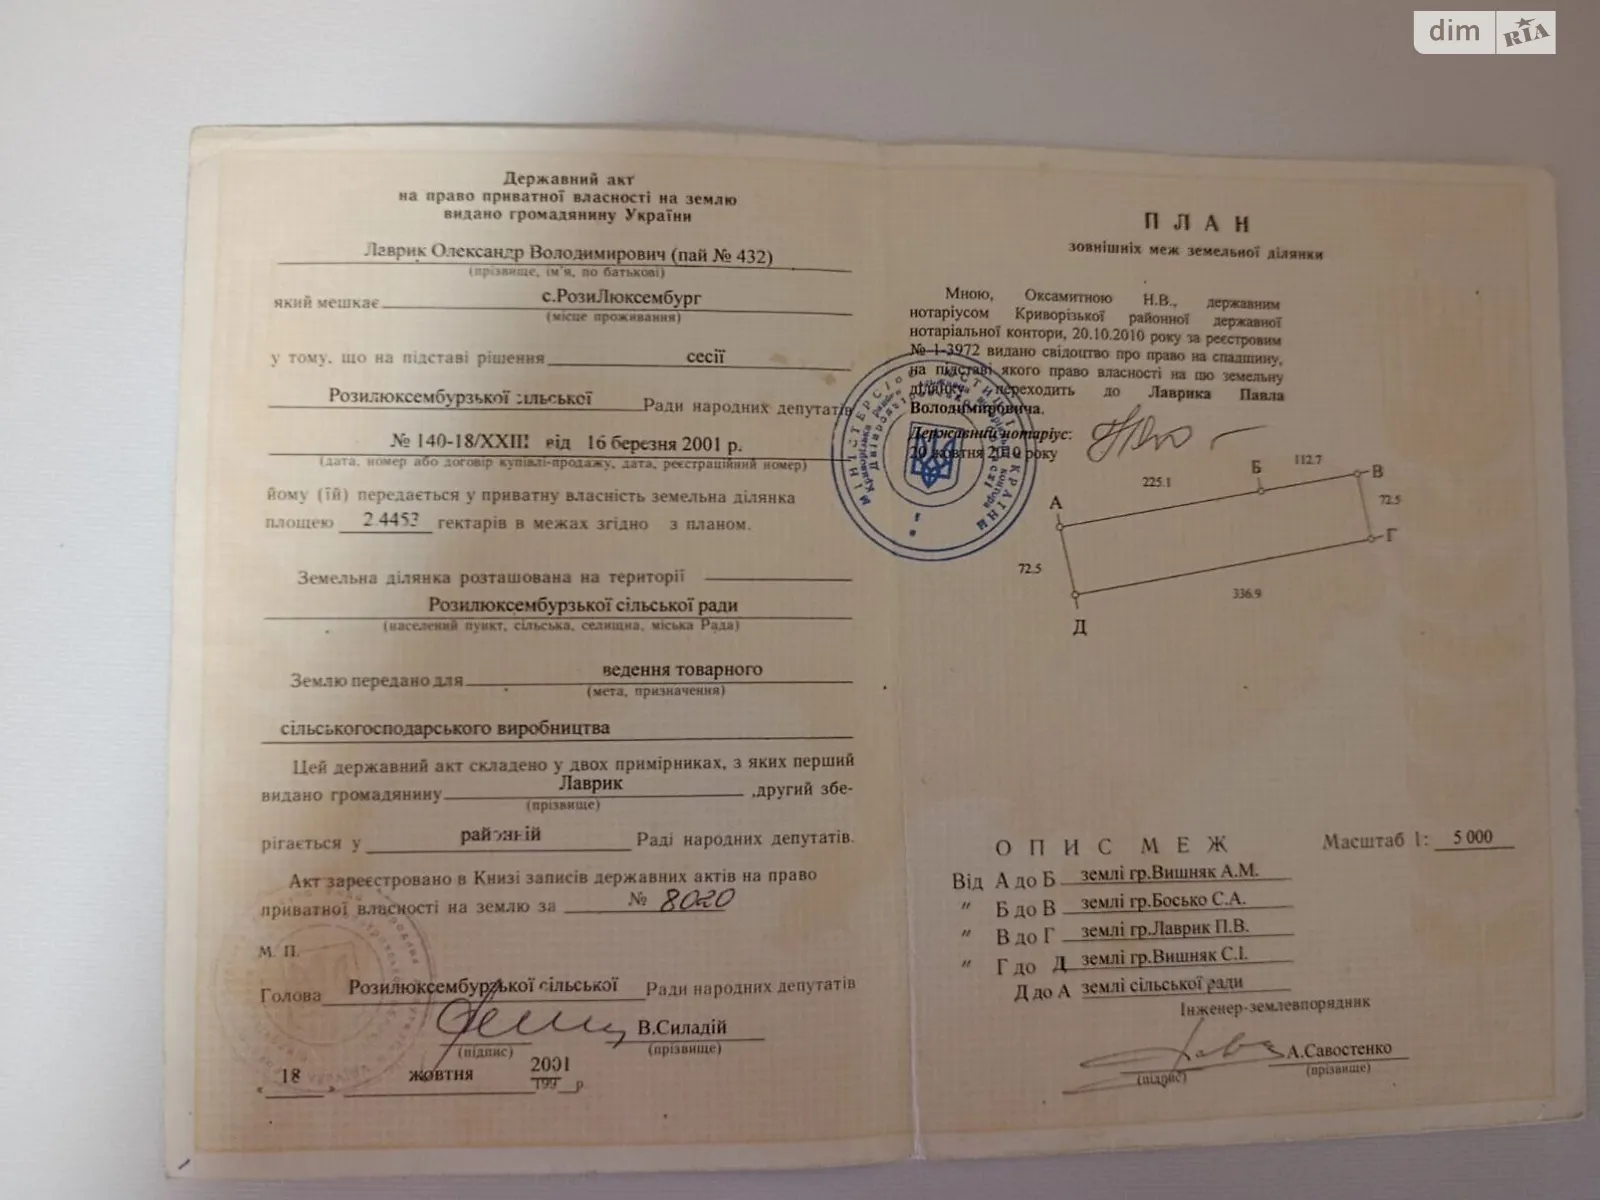 dim RIA
Державний акт
на право приватної власності на землю
видано громадянину України
Лаврик Олександр Володимирович (пай № 432)
(прізвище, ім'я, по батькові)
який мешкає с.РозиЛюксембург
(місце проживання)
у тому, що на підставі рішення сесії
Розилюксембурзької сільської Ради народних депутатів
№ 140-18/XXIII від 16 березня 2001 р.
(дата, номер або договір купівлі-продажу, дата, реєстраційний номер)
йому (їй) передається у приватну власність земельна ділянка
площею 2.4453 гектарів в межах згідно з планом.
Земельна ділянка розташована на території
Розилюксембурзької сільської ради
(населений пункт, сільська, селищна, міська Рада)
Землю передано для ведення товарного
(мета, призначення)
сільськогосподарського виробництва
Цей державний акт складено у двох примірниках, з яких перший
видано громадянину Лаврик ,другий збе-
(прізвище)
рігається у районній Раді народних депутатів.
Акт зареєстровано в Книзі записів державних актів на право
приватної власності на землю за № 8020
М. П.
Голова Розилюксембурзької сільської Ради народних депутатів
В.Силадій
(підпис) (прізвище)
" 18 " жовтня 2001
199 р.
ПЛАН
зовнішніх меж земельної ділянки
Мною, Оксамитною Н.В., державним
нотаріусом Криворізької районної державної
нотаріальної контори, 20.10.2010 року за реєстровим
№ 1-3972 видано свідоцтво про право на спадщину,
на підставі якого право власності на цю земельну
ділянку переходить до Лаврика Павла
Володимировича.
Державний нотаріус:
20 жовтня 2010 року
МІНІСТЕРСТВО ЮСТИЦІЇ УКРАЇНИ
А
225.1
Б
112.7
В
72.5
Г
336.9
Д
72.5
ОПИС МЕЖ Масштаб 1: 5 000
Від А до Б землі гр.Вишняк А.М.
" Б до В землі гр.Босько С.А.
" В до Г землі гр.Лаврик П.В.
" Г до Д землі гр.Вишняк С.І.
Д до А землі сільської ради
Інженер-землевпорядник
А.Савостенко
(підпис) (прізвище)